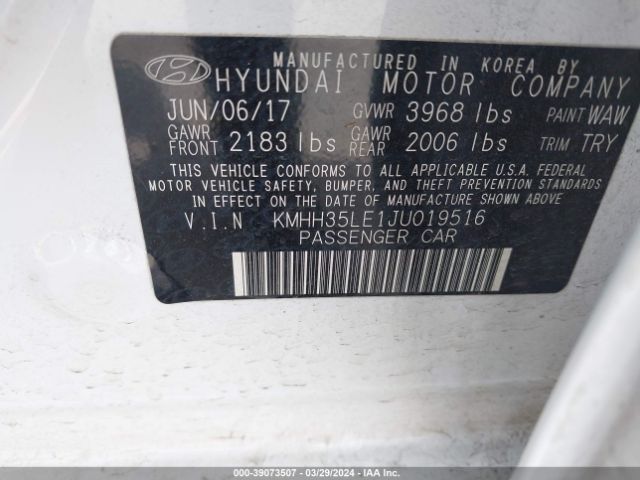 MANUFACTURED IN KOREA BY
HYUNDAI MOTOR COMPANY
JUN/06/17 GVWR 3968 lbs PAINT WAW
GAWR FRONT 2183 lbs GAWR REAR 2006 lbs TRIM TRY
THIS VEHICLE CONFORMS TO ALL APPLICABLE U.S.A. FEDERAL
MOTOR VEHICLE SAFETY, BUMPER, AND THEFT PREVENTION STANDARDS
IN EFFECT ON THE DATE OF MANUFACTURE SHOWN ABOVE.
V.I.N KMHH35LE1JU019516
PASSENGER CAR
000-39073507 | 03/29/2024 | IAA Inc.